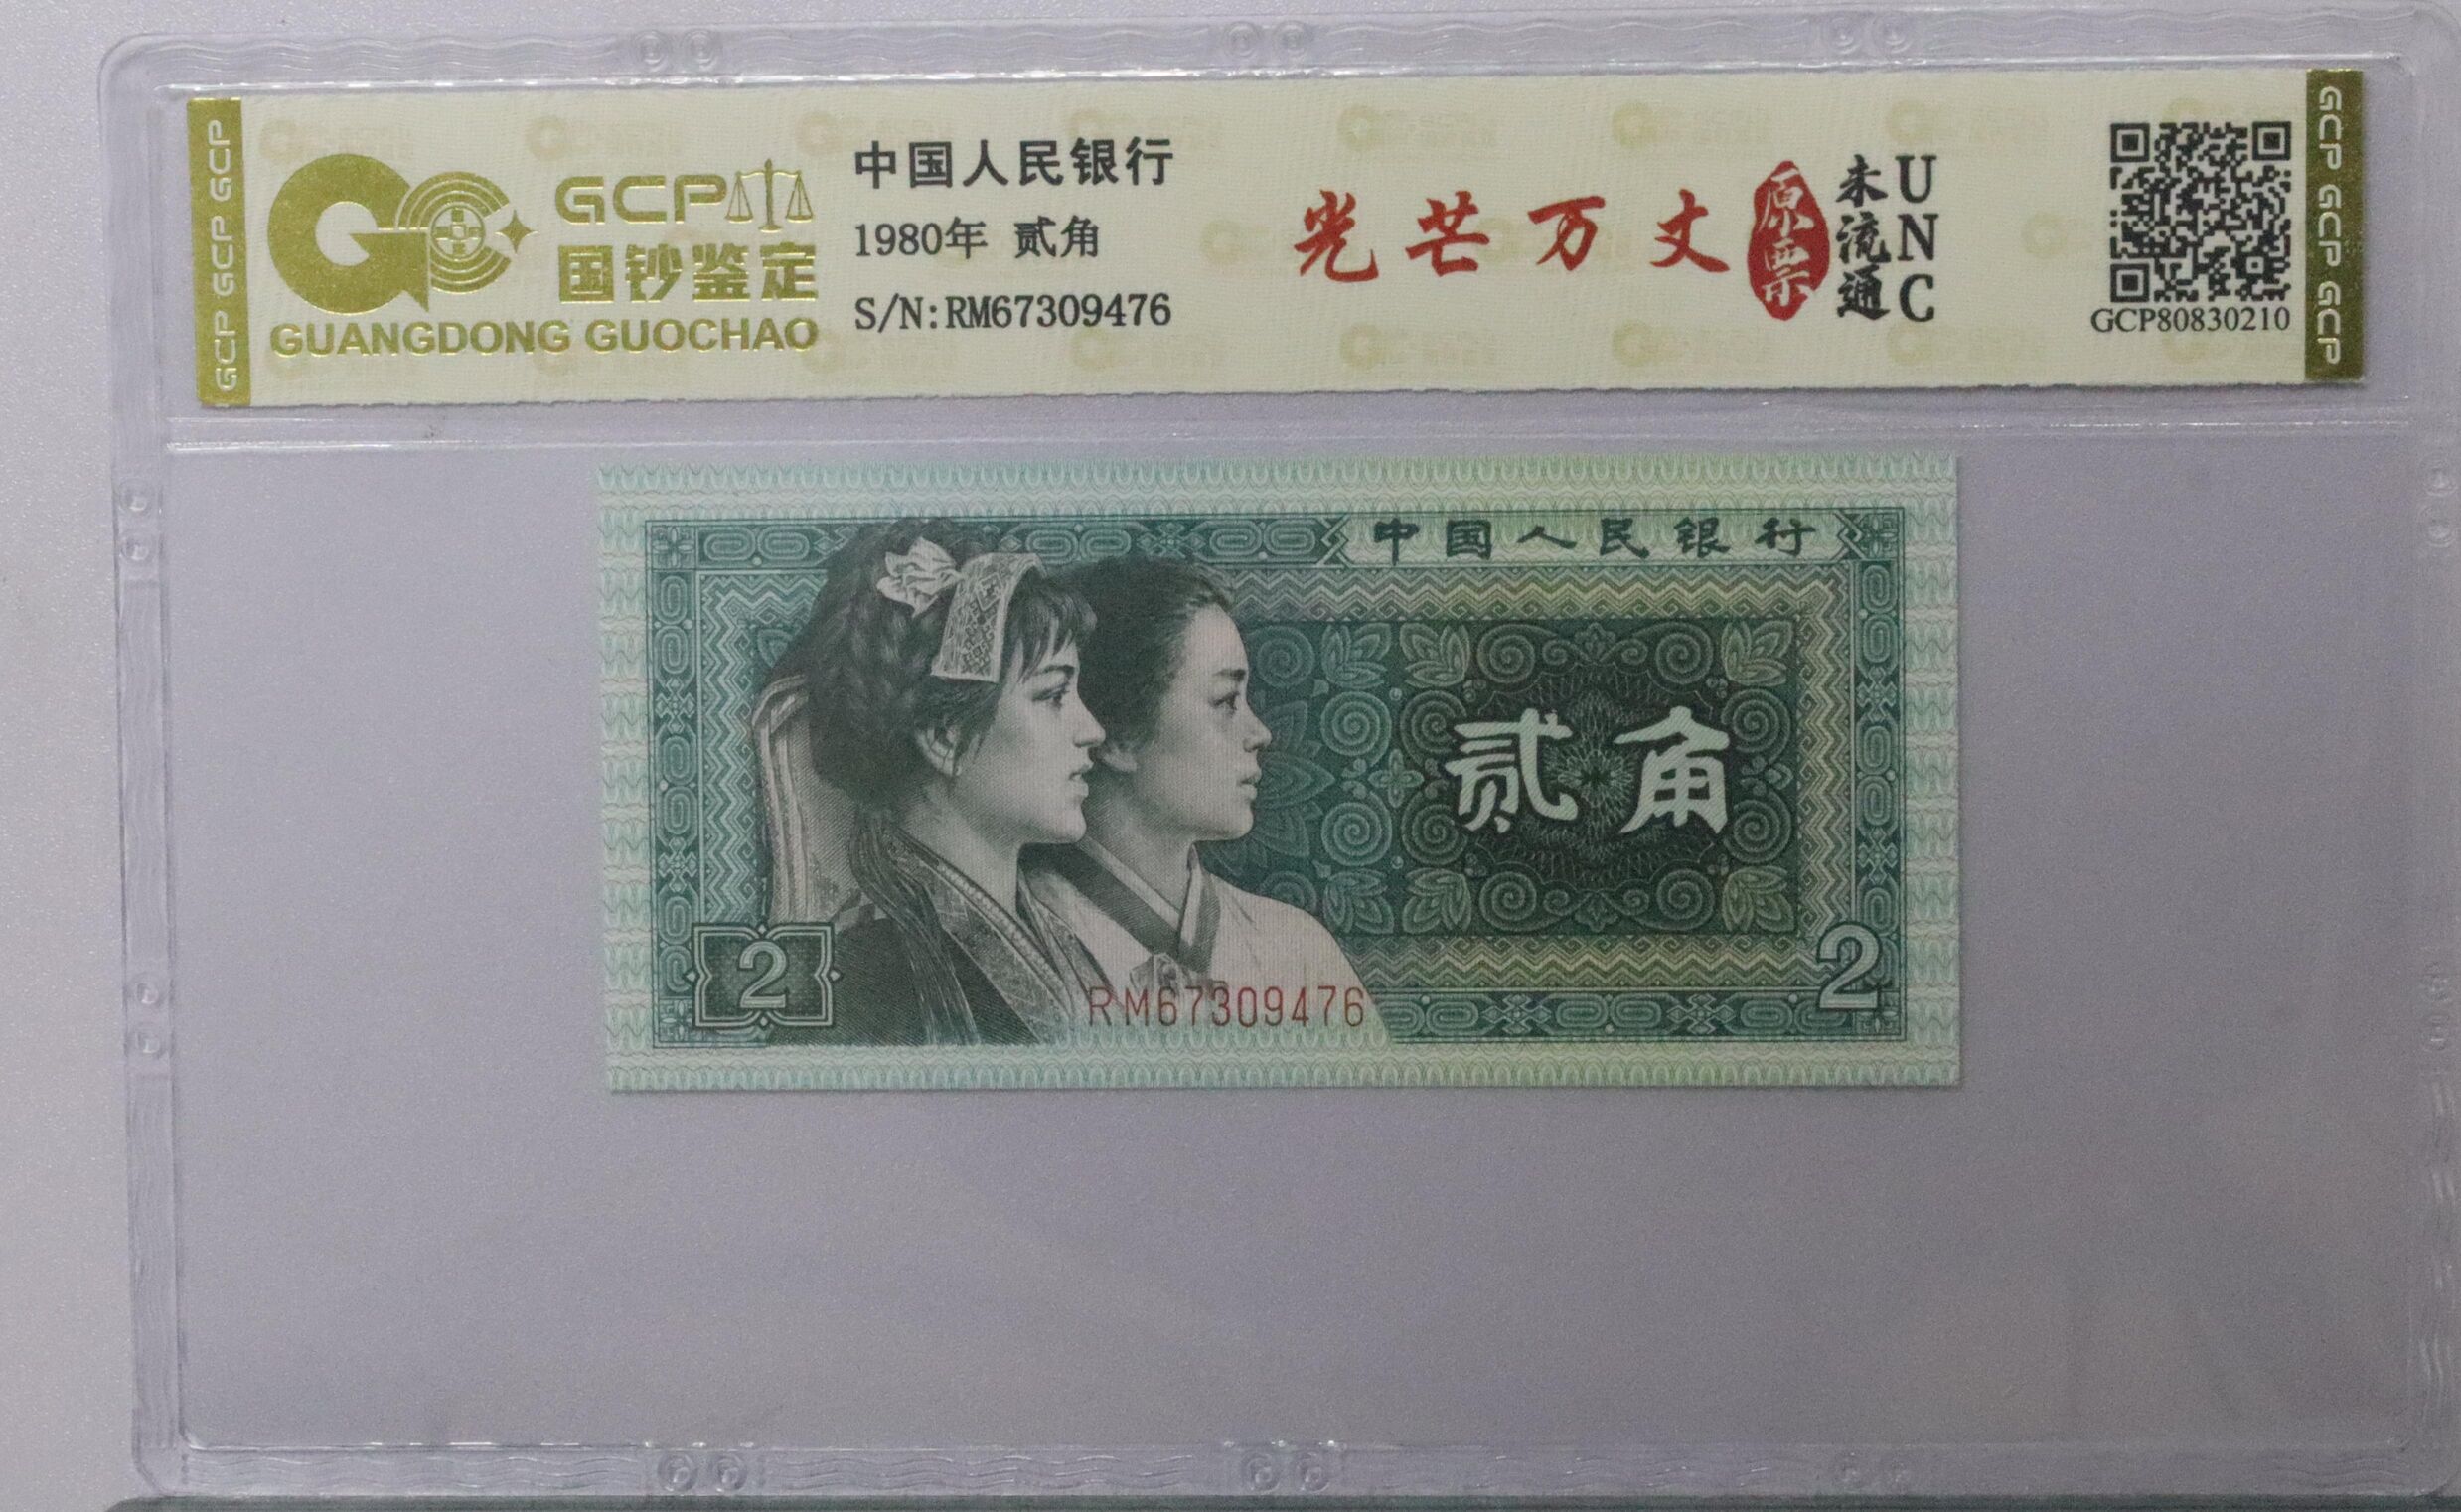 GCP GCP GCP
GCP
国钞鉴定
GUANGDONG GUOCHAO
中国人民银行
1980年 贰角
S/N:RM67309476
光芒万丈
原票
未流通
UNC
GCP80830210
GCP GCP GCP
中国人民银行
贰角
2
RM67309476
2